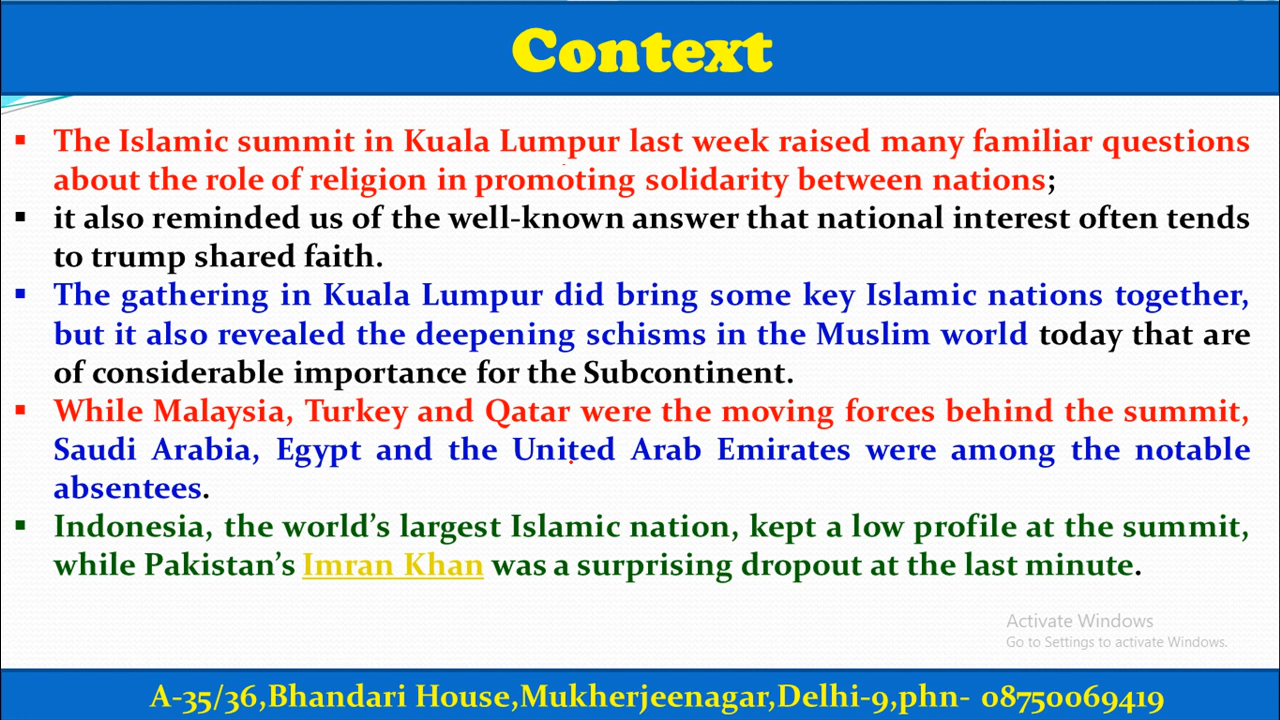 Context
▪ The Islamic summit in Kuala Lumpur last week raised many familiar questions
about the role of religion in promoting solidarity between nations;
▪ it also reminded us of the well-known answer that national interest often tends
to trump shared faith.
▪ The gathering in Kuala Lumpur did bring some key Islamic nations together,
but it also revealed the deepening schisms in the Muslim world today that are
of considerable importance for the Subcontinent.
▪ While Malaysia, Turkey and Qatar were the moving forces behind the summit,
Saudi Arabia, Egypt and the United Arab Emirates were among the notable
absentees.
▪ Indonesia, the world’s largest Islamic nation, kept a low profile at the summit,
while Pakistan’s Imran Khan was a surprising dropout at the last minute.
Activate Windows
Go to Settings to activate Windows.
A-35/36,Bhandari House,Mukherjeenagar,Delhi-9,phn- 08750069419